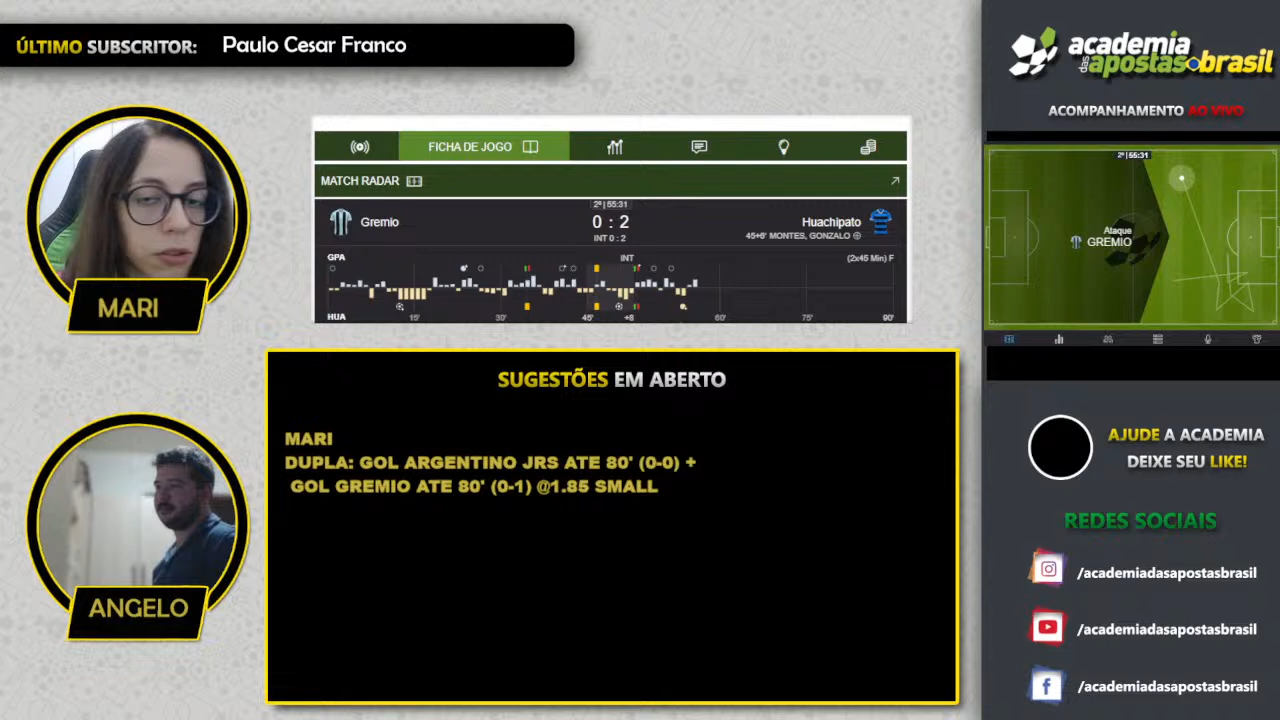 ÚLTIMO SUBSCRITOR: Paulo Cesar Franco
academia
das apostas brasil
ACOMPANHAMENTO AO VIVO
MARI
FICHA DE JOGO
MATCH RADAR
2º | 55:31
Gremio
0 : 2
Huachipato
INT 0 : 2
45+6' MONTES, GONZALO
GPA
INT
(2x45 Min) F
HUA
15'
30'
45'
+8
60'
75'
90'
2º | 55:31
Ataque
GREMIO
SUGESTÕES EM ABERTO
MARI
DUPLA: GOL ARGENTINO JRS ATE 80' (0-0) +
GOL GREMIO ATE 80' (0-1) @1.85 SMALL
ANGELO
AJUDE A ACADEMIA
DEIXE SEU LIKE!
REDES SOCIAIS
/academiadasapostasbrasil
/academiadasapostasbrasil
/academiadasapostasbrasil